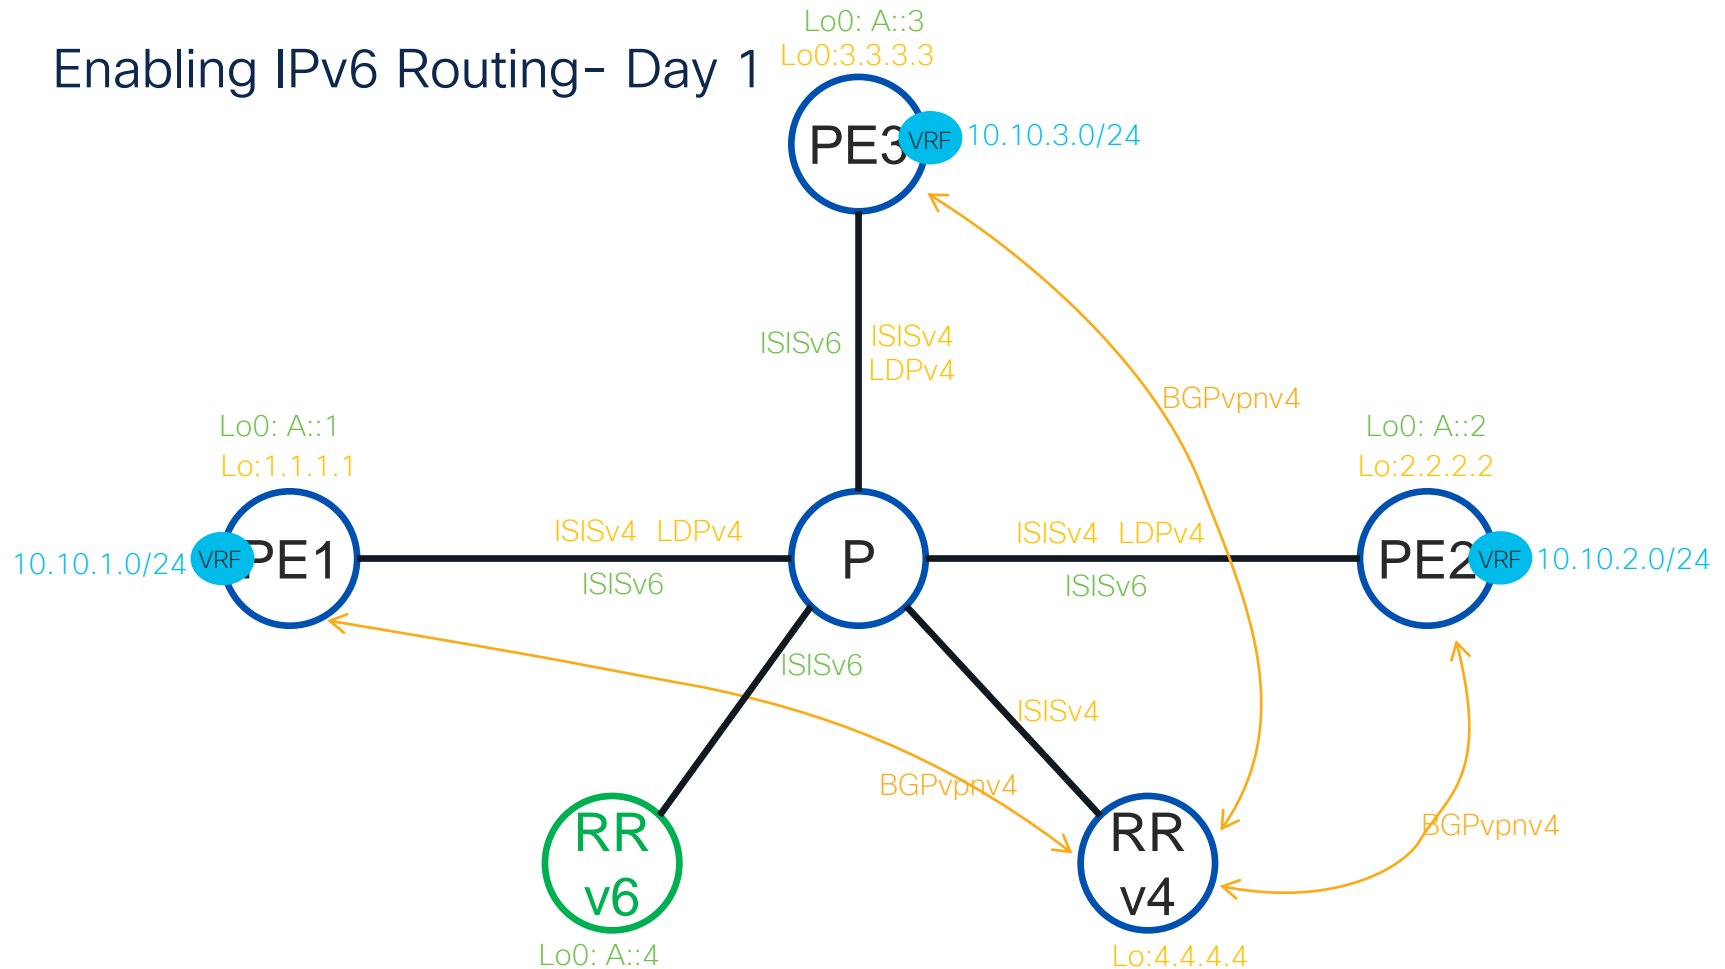 Enabling IPv6 Routing- Day 1
Lo0: A::3
Lo0:3.3.3.3
PE3
VRF
10.10.3.0/24
ISISv6
ISISv4
LDPv4
BGPvpnv4
Lo0: A::1
Lo:1.1.1.1
10.10.1.0/24
VRF
PE1
ISISv4 LDPv4
ISISv6
P
ISISv4 LDPv4
ISISv6
Lo0: A::2
Lo:2.2.2.2
PE2
VRF
10.10.2.0/24
ISISv6
ISISv4
BGPvpnv4
BGPvpnv4
RR
v6
Lo0: A::4
RR
v4
Lo:4.4.4.4